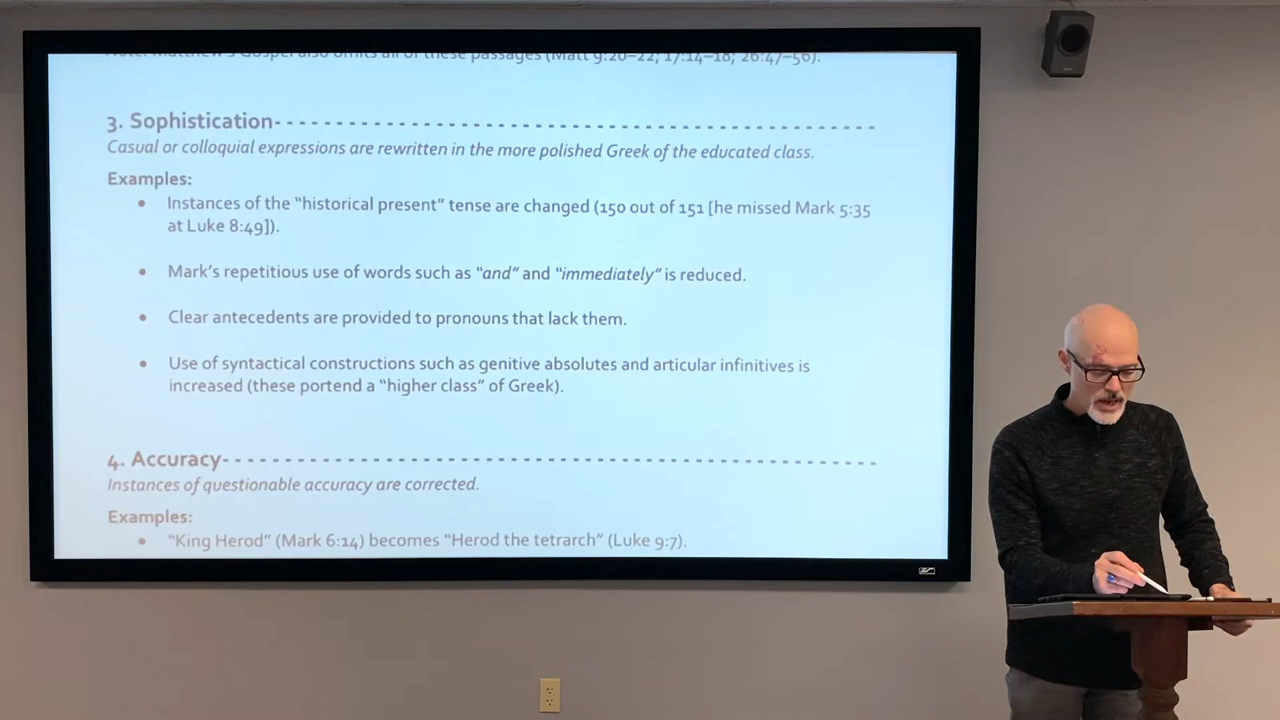 Note: Matthew's Gospel also omits all of these passages (Matt 9:20–22; 17:14–18; 26:47–56).
3. Sophistication
Casual or colloquial expressions are rewritten in the more polished Greek of the educated class.
Examples:
• Instances of the “historical present” tense are changed (150 out of 151 [he missed Mark 5:35
at Luke 8:49]).
• Mark's repetitious use of words such as “and” and “immediately” is reduced.
• Clear antecedents are provided to pronouns that lack them.
• Use of syntactical constructions such as genitive absolutes and articular infinitives is
increased (these portend a “higher class” of Greek).
4. Accuracy
Instances of questionable accuracy are corrected.
Examples:
• “King Herod” (Mark 6:14) becomes “Herod the tetrarch” (Luke 9:7).